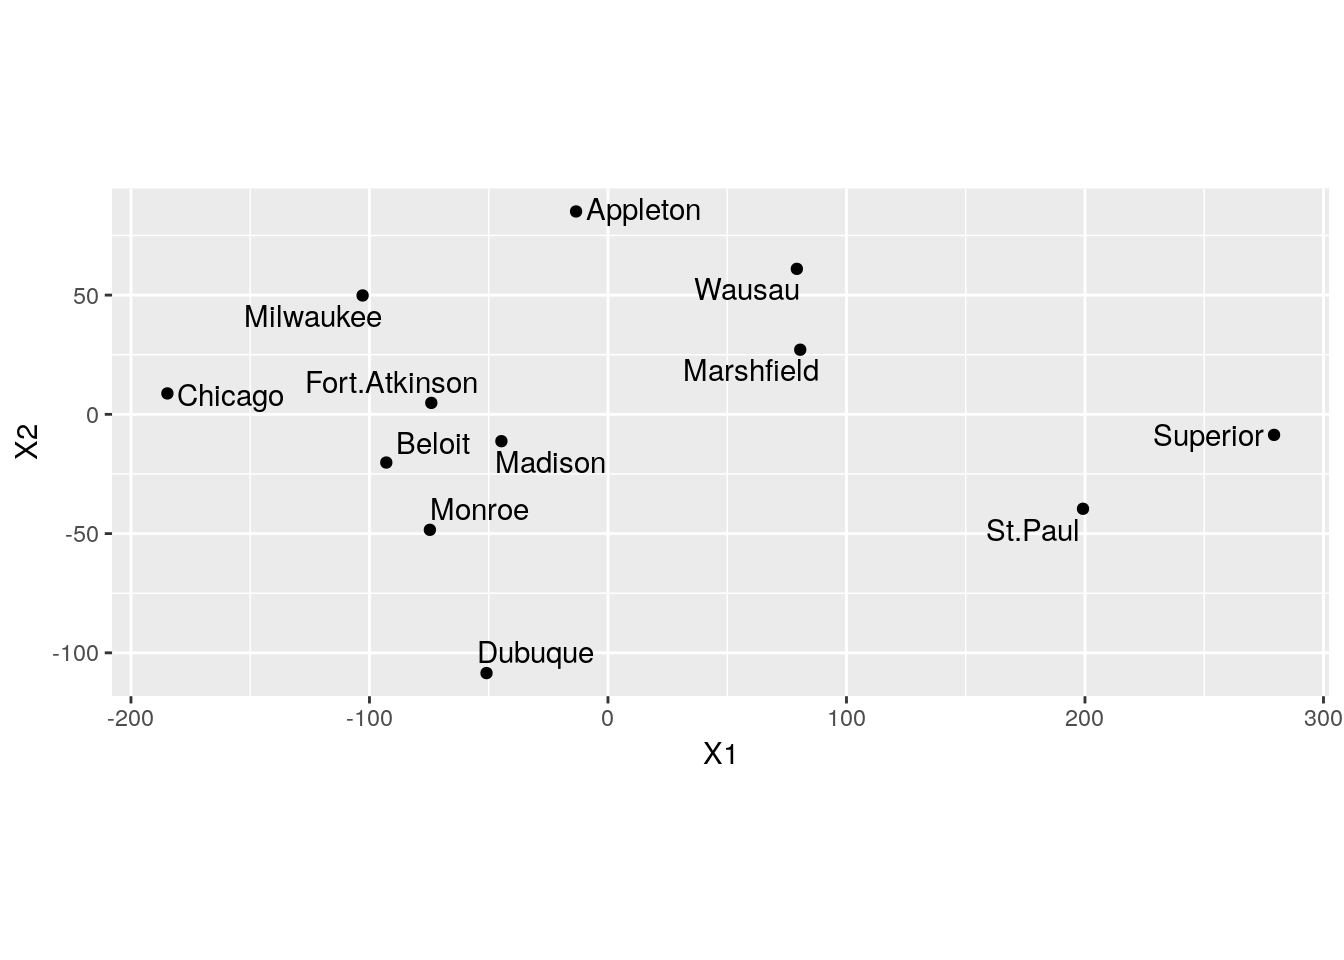 Appleton
Wausau
50
Milwaukee
Marshfield
Fort.Atkinson
Chicago
0
X2
Beloit
Superior
Madison
Monroe
-50
St.Paul
-100
Dubuque
-200 -100 0 100 200 300
X1